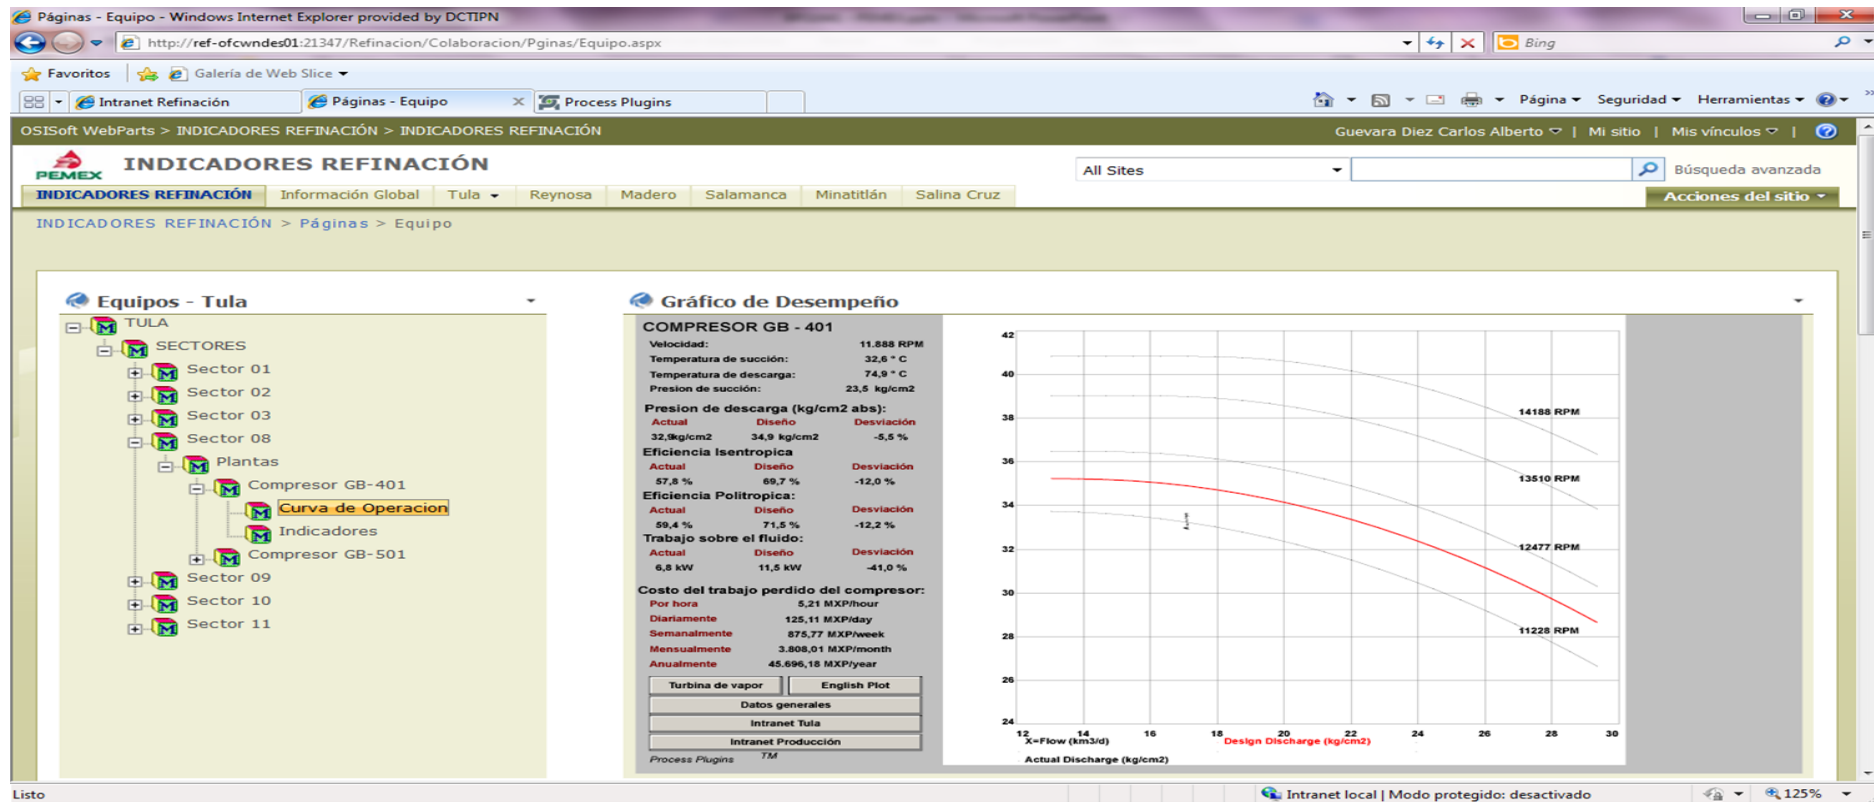 Páginas - Equipo - Windows Internet Explorer provided by DCTIPN
http://ref-ofcwndes01:21347/Refinacion/Colaboracion/Pginas/Equipo.aspx
Bing
Favoritos Galería de Web Slice
Intranet Refinación Páginas - Equipo Process Plugins
Página Seguridad Herramientas
OSISoft WebParts > INDICADORES REFINACIÓN > INDICADORES REFINACIÓN
Guevara Diez Carlos Alberto | Mi sitio | Mis vínculos |
PEMEX INDICADORES REFINACIÓN
All Sites Búsqueda avanzada
INDICADORES REFINACIÓN Información Global Tula Reynosa Madero Salamanca Minatitlán Salina Cruz
Acciones del sitio
INDICADORES REFINACIÓN > Páginas > Equipo
Equipos - Tula
TULA
SECTORES
Sector 01
Sector 02
Sector 03
Sector 08
Plantas
Compresor GB-401
Curva de Operacion
Indicadores
Compresor GB-501
Sector 09
Sector 10
Sector 11
Gráfico de Desempeño
COMPRESOR GB - 401
Velocidad: 11.888 RPM
Temperatura de succión: 32,6 ° C
Temperatura de descarga: 74,9 ° C
Presion de succión: 23,5 kg/cm2
Presion de descarga (kg/cm2 abs):
Actual Diseño Desviación
32,9kg/cm2 34,9 kg/cm2 -5,5 %
Eficiencia Isentropica
Actual Diseño Desviación
57,8 % 69,7 % -12,0 %
Eficiencia Politropica:
Actual Diseño Desviación
59,4 % 71,5 % -12,2 %
Trabajo sobre el fluido:
Actual Diseño Desviación
6,8 kW 11,5 kW -41,0 %
Costo del trabajo perdido del compresor:
Por hora 5,21 MXP/hour
Diariamente 125,11 MXP/day
Semanalmente 875,77 MXP/week
Mensualmente 3.808,01 MXP/month
Anualmente 45.696,18 MXP/year
Turbina de vapor English Plot
Datos generales
Intranet Tula
Intranet Producción
Process Plugins TM
42
40
38
36
34
32
30
28
26
24
14188 RPM
13510 RPM
12477 RPM
11228 RPM
12 14 16 18 20 22 24 26 28 30
X=Flow (km3/d) Design Discharge (kg/cm2)
Actual Discharge (kg/cm2)
Listo
Intranet local | Modo protegido: desactivado
125%